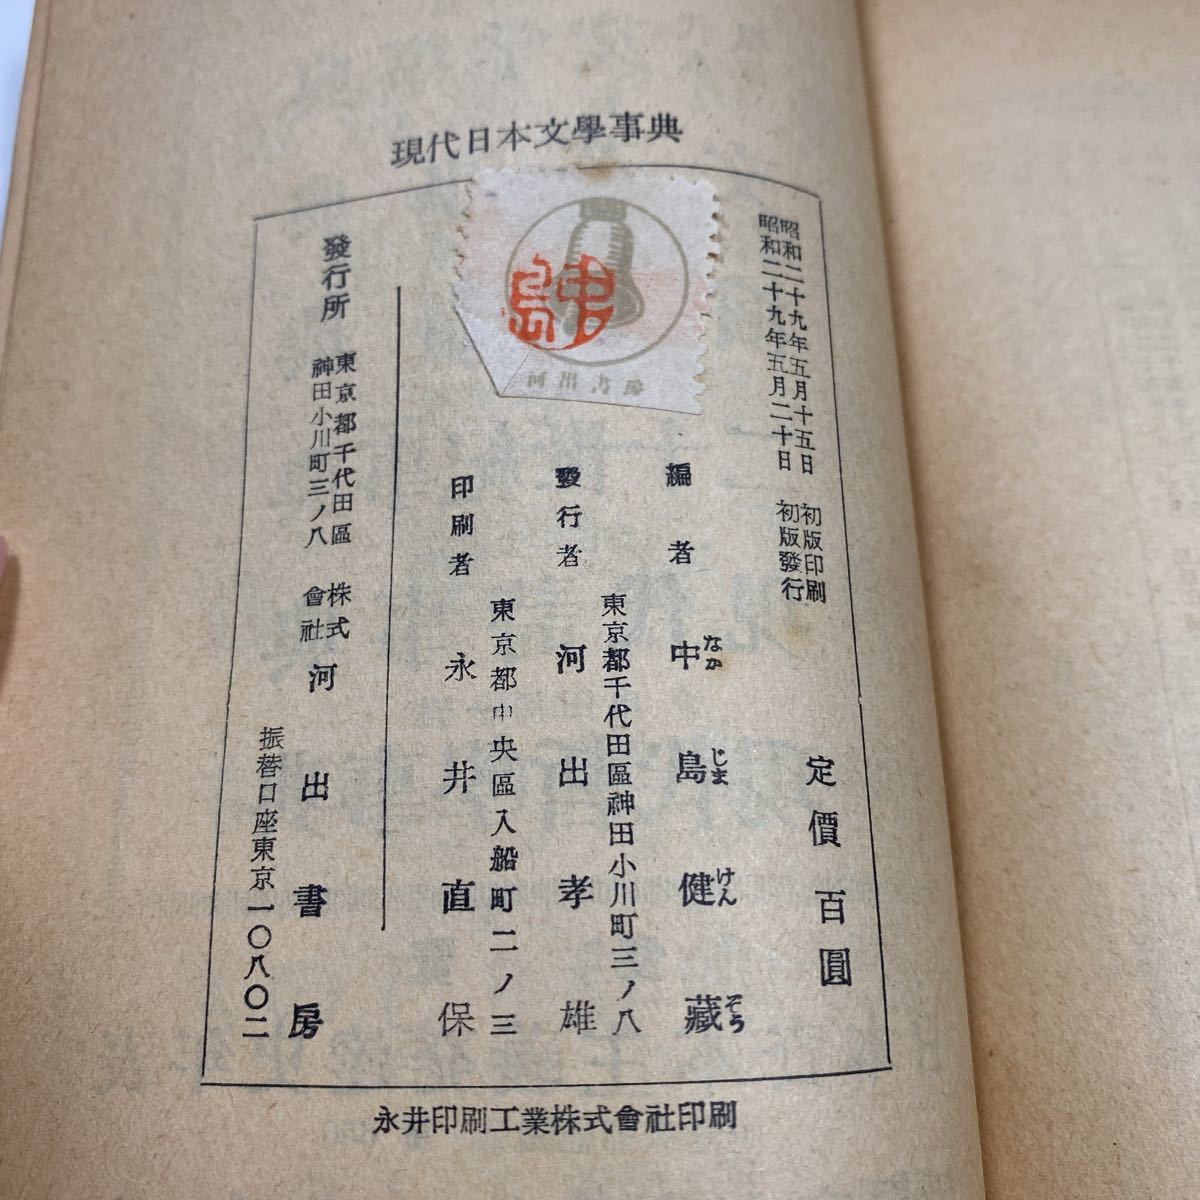 現代日本文學事典
昭和二十九年五月十五日 初版印刷
昭和二十九年五月二十日 初版發行
定價百圓
編者 中島健藏
なか じま けん ぞう
東京都千代田區神田小川町三ノ八
發行者 河出孝雄
東京都中央區入船町二ノ三
印刷者 永井直保
發行所
東京都千代田區
神田小川町三ノ八
株式
會社
河出書房
振替口座東京一〇八〇二
河出書房
永井印刷工業株式會社印刷